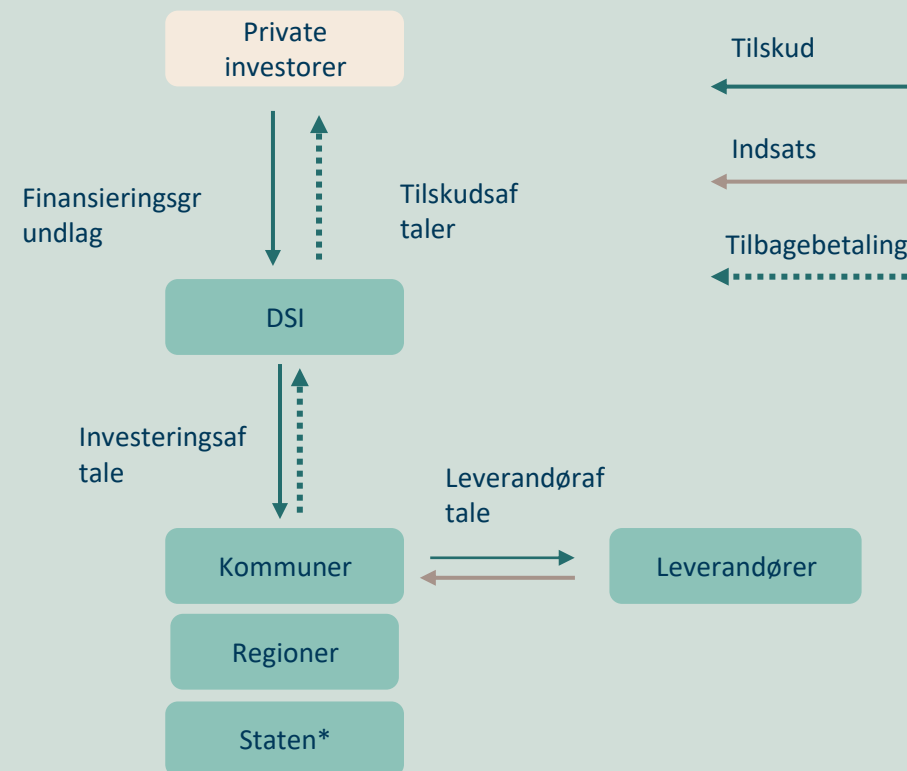 Private
investorer
Tilskud
Indsats
Finansieringsgr
undlag
Tilskudsaf
taler
Tilbagebetaling
DSI
Investeringsaf
tale
Leverandøraf
tale
Kommuner
Leverandører
Regioner
Staten*